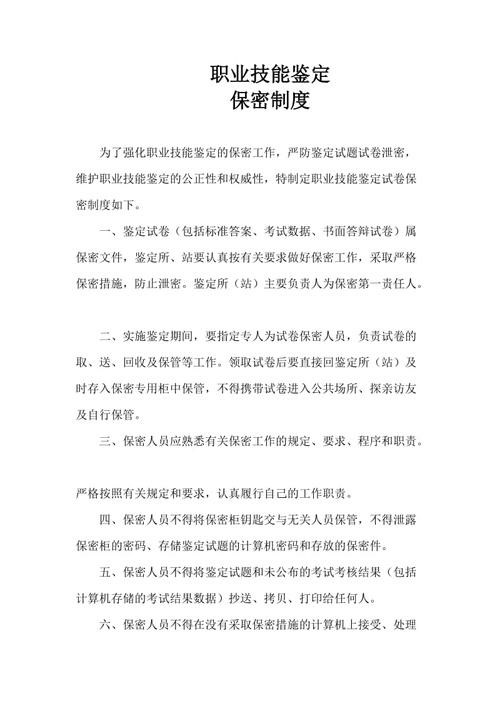 职业技能鉴定
保密制度
为了强化职业技能鉴定的保密工作，严防鉴定试题试卷泄密，
维护职业技能鉴定的公正性和权威性，特制定职业技能鉴定试卷保
密制度如下。
一、鉴定试卷（包括标准答案、考试数据、书面答辩试卷）属
保密文件，鉴定所、站要认真按有关要求做好保密工作，采取严格
保密措施，防止泄密。鉴定所（站）主要负责人为保密第一责任人。
二、实施鉴定期间，要指定专人为试卷保密人员，负责试卷的
取、送、回收及保管等工作。领取试卷后要直接回鉴定所（站）及
时存入保密专用柜中保管，不得携带试卷进入公共场所、探亲访友
及自行保管。
三、保密人员应熟悉有关保密工作的规定、要求、程序和职责。
严格按照有关规定和要求，认真履行自己的工作职责。
四、保密人员不得将保密柜钥匙交与无关人员保管，不得泄露
保密柜的密码、存储鉴定试题的计算机密码和存放的保密件。
五、保密人员不得将鉴定试题和未公布的考试考核结果（包括
计算机存储的考试结果数据）抄送、拷贝、打印给任何人。
六、保密人员不得在没有采取保密措施的计算机上接受、处理